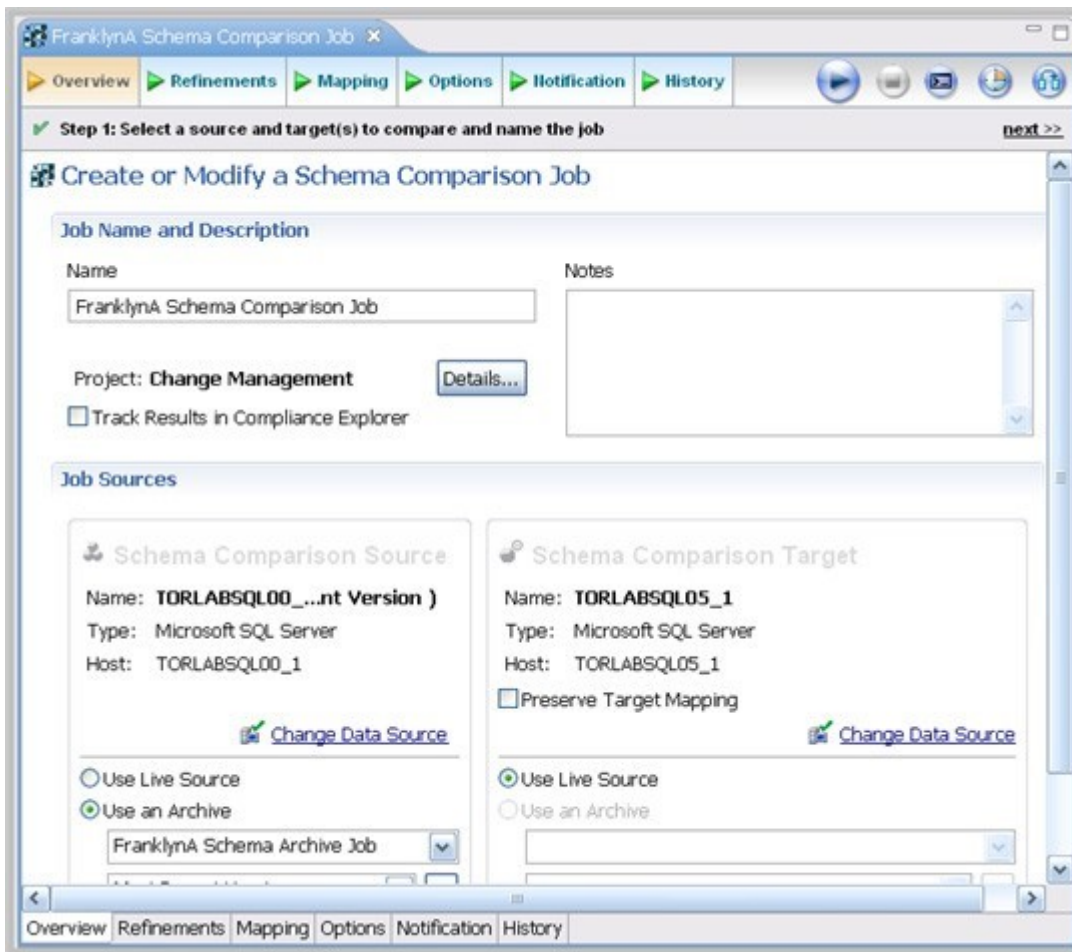 FranklynA Schema Comparison Job
Overview Refinements Mapping Options Notification History
Step 1: Select a source and target(s) to compare and name the job next >>
Create or Modify a Schema Comparison Job
Job Name and Description
Name Notes
FranklynA Schema Comparison Job
Project: Change Management Details...
Track Results in Compliance Explorer
Job Sources
Schema Comparison Source Schema Comparison Target
Name: TORLABSQL00_...nt Version ) Name: TORLABSQL05_1
Type: Microsoft SQL Server Type: Microsoft SQL Server
Host: TORLABSQL00_1 Host: TORLABSQL05_1
Preserve Target Mapping
Change Data Source Change Data Source
Use Live Source Use Live Source
Use an Archive Use an Archive
FranklynA Schema Archive Job
Overview Refinements Mapping Options Notification History